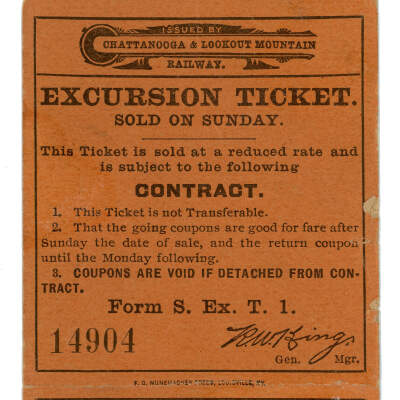 ISSUED BY
CHATTANOOGA & LOOKOUT MOUNTAIN
RAILWAY.
EXCURSION TICKET.
SOLD ON SUNDAY.
This Ticket is sold at a reduced rate and
is subject to the following
CONTRACT.
1. This Ticket is not Transferable.
2. That the going coupons are good for fare after
Sunday the date of sale, and the return coupon
until the Monday following.
3. COUPONS ARE VOID IF DETACHED FROM CON-
TRACT.
Form S. Ex. T. 1.
14904
R.W. King
Gen. Mgr.
PRESS, LOUISVILLE, KY.